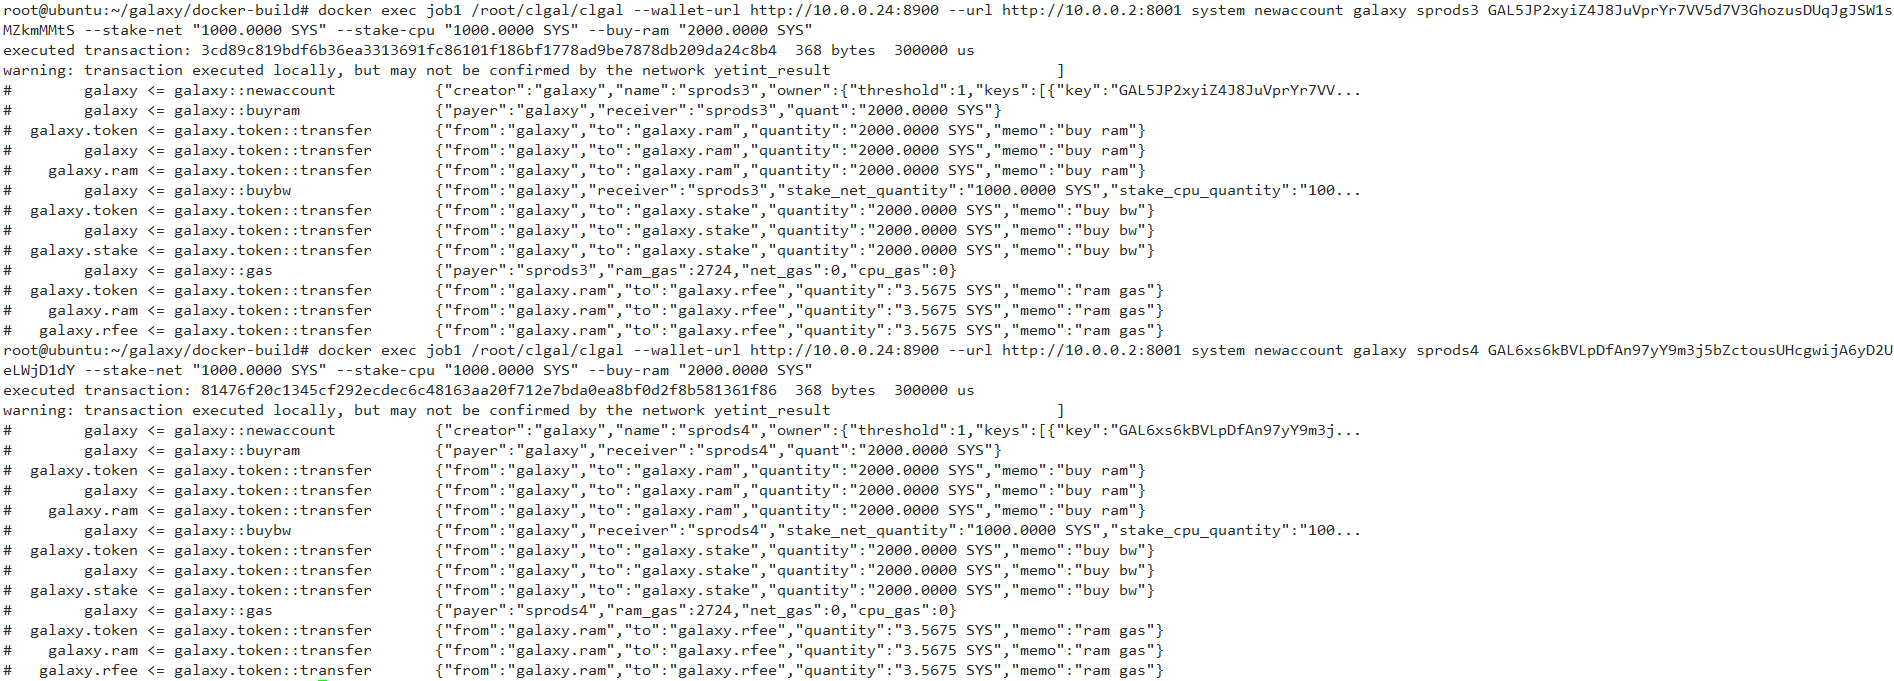 root@ubuntu:~/galaxy/docker-build# docker exec job1 /root/clgal/clgal --wallet-url http://10.0.0.24:8900 --url http://10.0.0.2:8001 system newaccount galaxy sprods3 GAL5JP2xyiZ4J8JuVprYr7VV5d7V3GhozusDUqJgJSW1s
MZkmMMtS --stake-net "1000.0000 SYS" --stake-cpu "1000.0000 SYS" --buy-ram "2000.0000 SYS"
executed transaction: 3cd89c819bdf6b36ea3313691fc86101f186bf1778ad9be7878db209da24c8b4  368 bytes  300000 us
warning: transaction executed locally, but may not be confirmed by the network yetint_result                         ]
#        galaxy <= galaxy::newaccount           {"creator":"galaxy","name":"sprods3","owner":{"threshold":1,"keys":[{"key":"GAL5JP2xyiZ4J8JuVprYr7VV...
#        galaxy <= galaxy::buyram               {"payer":"galaxy","receiver":"sprods3","quant":"2000.0000 SYS"}
#  galaxy.token <= galaxy.token::transfer       {"from":"galaxy","to":"galaxy.ram","quantity":"2000.0000 SYS","memo":"buy ram"}
#        galaxy <= galaxy.token::transfer       {"from":"galaxy","to":"galaxy.ram","quantity":"2000.0000 SYS","memo":"buy ram"}
#    galaxy.ram <= galaxy.token::transfer       {"from":"galaxy","to":"galaxy.ram","quantity":"2000.0000 SYS","memo":"buy ram"}
#        galaxy <= galaxy::buybw                {"from":"galaxy","receiver":"sprods3","stake_net_quantity":"1000.0000 SYS","stake_cpu_quantity":"100...
#  galaxy.token <= galaxy.token::transfer       {"from":"galaxy","to":"galaxy.stake","quantity":"2000.0000 SYS","memo":"buy bw"}
#        galaxy <= galaxy.token::transfer       {"from":"galaxy","to":"galaxy.stake","quantity":"2000.0000 SYS","memo":"buy bw"}
#  galaxy.stake <= galaxy.token::transfer       {"from":"galaxy","to":"galaxy.stake","quantity":"2000.0000 SYS","memo":"buy bw"}
#        galaxy <= galaxy::gas                  {"payer":"sprods3","ram_gas":2724,"net_gas":0,"cpu_gas":0}
#  galaxy.token <= galaxy.token::transfer       {"from":"galaxy.ram","to":"galaxy.rfee","quantity":"3.5675 SYS","memo":"ram gas"}
#    galaxy.ram <= galaxy.token::transfer       {"from":"galaxy.ram","to":"galaxy.rfee","quantity":"3.5675 SYS","memo":"ram gas"}
#   galaxy.rfee <= galaxy.token::transfer       {"from":"galaxy.ram","to":"galaxy.rfee","quantity":"3.5675 SYS","memo":"ram gas"}
root@ubuntu:~/galaxy/docker-build# docker exec job1 /root/clgal/clgal --wallet-url http://10.0.0.24:8900 --url http://10.0.0.2:8001 system newaccount galaxy sprods4 GAL6xs6kBVLpDfAn97yY9m3j5bZctousUHcgwijA6yD2U
eLWjD1dY --stake-net "1000.0000 SYS" --stake-cpu "1000.0000 SYS" --buy-ram "2000.0000 SYS"
executed transaction: 81476f20c1345cf292ecdec6c48163aa20f712e7bda0ea8bf0d2f8b581361f86  368 bytes  300000 us
warning: transaction executed locally, but may not be confirmed by the network yetint_result                         ]
#        galaxy <= galaxy::newaccount           {"creator":"galaxy","name":"sprods4","owner":{"threshold":1,"keys":[{"key":"GAL6xs6kBVLpDfAn97yY9m3j...
#        galaxy <= galaxy::buyram               {"payer":"galaxy","receiver":"sprods4","quant":"2000.0000 SYS"}
#  galaxy.token <= galaxy.token::transfer       {"from":"galaxy","to":"galaxy.ram","quantity":"2000.0000 SYS","memo":"buy ram"}
#        galaxy <= galaxy.token::transfer       {"from":"galaxy","to":"galaxy.ram","quantity":"2000.0000 SYS","memo":"buy ram"}
#    galaxy.ram <= galaxy.token::transfer       {"from":"galaxy","to":"galaxy.ram","quantity":"2000.0000 SYS","memo":"buy ram"}
#        galaxy <= galaxy::buybw                {"from":"galaxy","receiver":"sprods4","stake_net_quantity":"1000.0000 SYS","stake_cpu_quantity":"100...
#  galaxy.token <= galaxy.token::transfer       {"from":"galaxy","to":"galaxy.stake","quantity":"2000.0000 SYS","memo":"buy bw"}
#        galaxy <= galaxy.token::transfer       {"from":"galaxy","to":"galaxy.stake","quantity":"2000.0000 SYS","memo":"buy bw"}
#  galaxy.stake <= galaxy.token::transfer       {"from":"galaxy","to":"galaxy.stake","quantity":"2000.0000 SYS","memo":"buy bw"}
#        galaxy <= galaxy::gas                  {"payer":"sprods4","ram_gas":2724,"net_gas":0,"cpu_gas":0}
#  galaxy.token <= galaxy.token::transfer       {"from":"galaxy.ram","to":"galaxy.rfee","quantity":"3.5675 SYS","memo":"ram gas"}
#    galaxy.ram <= galaxy.token::transfer       {"from":"galaxy.ram","to":"galaxy.rfee","quantity":"3.5675 SYS","memo":"ram gas"}
#   galaxy.rfee <= galaxy.token::transfer       {"from":"galaxy.ram","to":"galaxy.rfee","quantity":"3.5675 SYS","memo":"ram gas"}